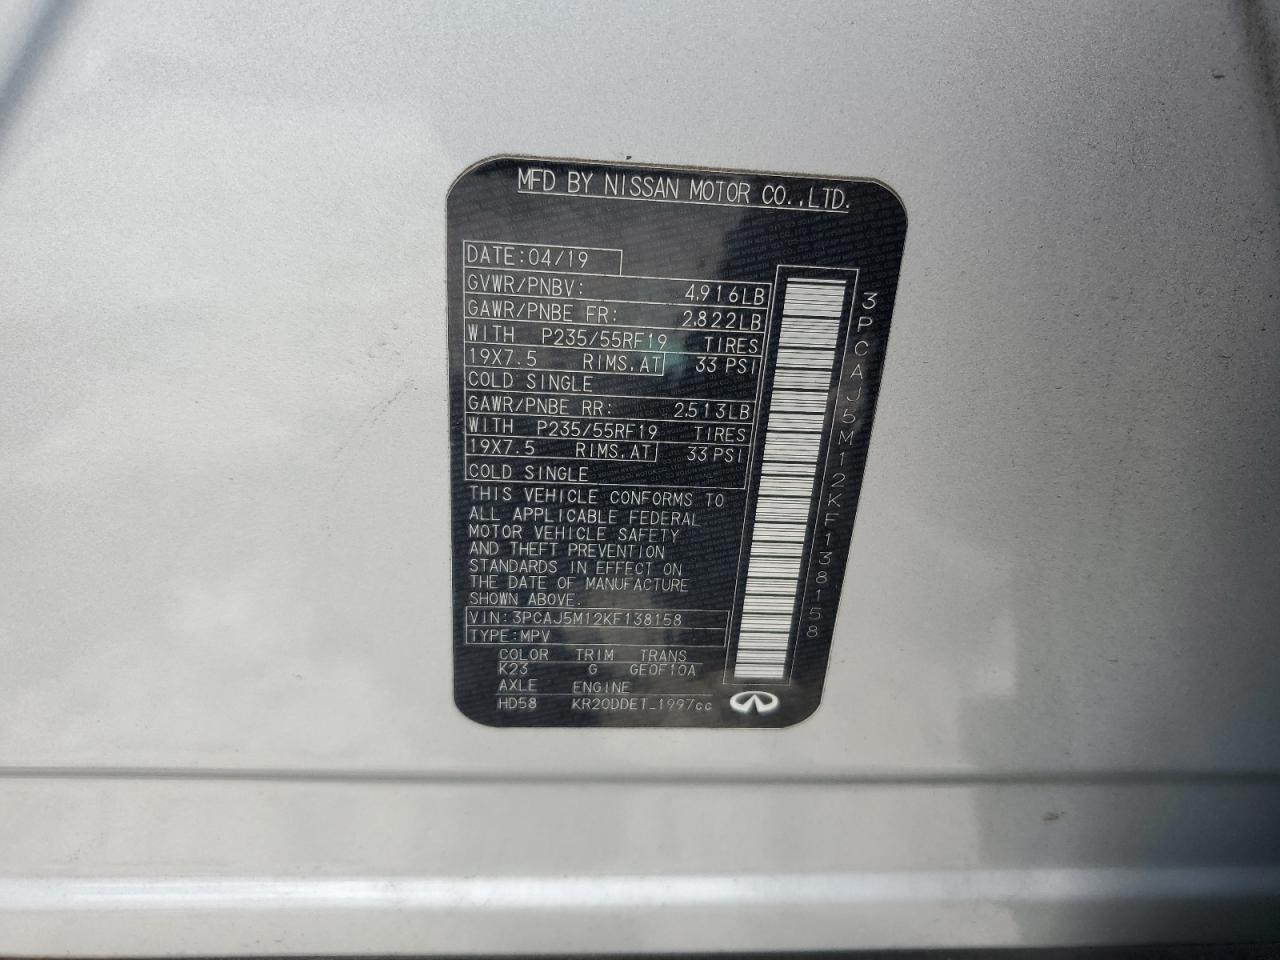 MFD BY NISSAN MOTOR CO.,LTD.
DATE:04/19
GVWR/PNBV: 4,916LB
GAWR/PNBE FR: 2,822LB
WITH P235/55RF19 TIRES
19X7.5 RIMS,AT 33 PSI
COLD SINGLE
GAWR/PNBE RR: 2,513LB
WITH P235/55RF19 TIRES
19X7.5 RIMS,AT 33 PSI
COLD SINGLE
THIS VEHICLE CONFORMS TO
ALL APPLICABLE FEDERAL
MOTOR VEHICLE SAFETY
AND THEFT PREVENTION
STANDARDS IN EFFECT ON
THE DATE OF MANUFACTURE
SHOWN ABOVE.
VIN:3PCAJ5M12KF138158
TYPE:MPV
COLOR TRIM TRANS
K23 G GE0F10A
AXLE ENGINE
HD58 KR20DDET_1997cc
3PCAJ5M12KF138158